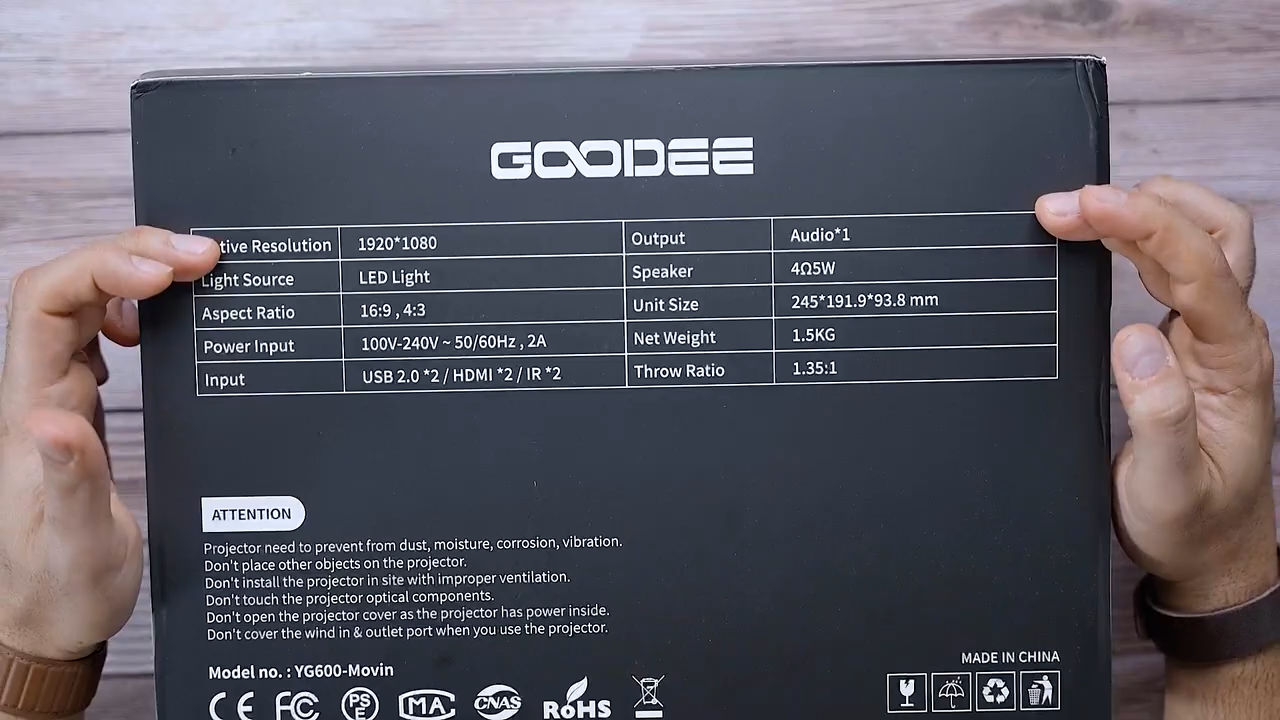 GOODEE
tive Resolution 1920*1080 Output Audio*1
Light Source LED Light Speaker 4Ω5W
Aspect Ratio 16:9 , 4:3 Unit Size 245*191.9*93.8 mm
Power Input 100V-240V ~ 50/60Hz , 2A Net Weight 1.5KG
Input USB 2.0 *2 / HDMI *2 / IR *2 Throw Ratio 1.35:1
ATTENTION
Projector need to prevent from dust, moisture, corrosion, vibration.
Don't place other objects on the projector.
Don't install the projector in site with improper ventilation.
Don't touch the projector optical components.
Don't open the projector cover as the projector has power inside.
Don't cover the wind in & outlet port when you use the projector.
Model no. : YG600-Movin
MADE IN CHINA
CE FC PS E MA CNAS RoHS